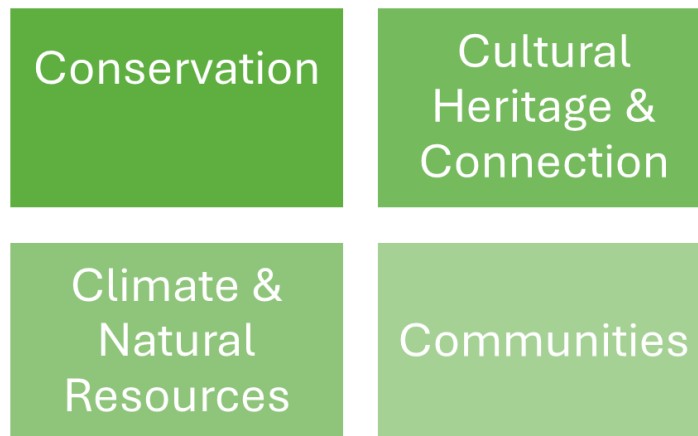 Conservation
Cultural
Heritage &
Connection
Climate &
Natural
Resources
Communities